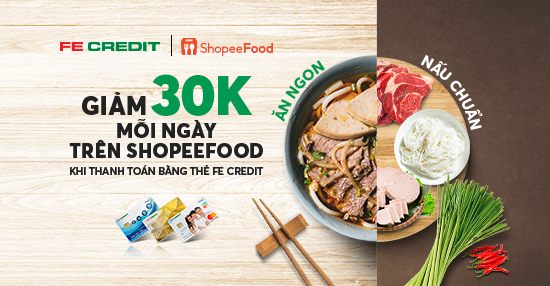 FE CREDIT | ShopeeFood
GIẢM 30K
MỖI NGÀY
TRÊN SHOPEEFOOD
KHI THANH TOÁN BẰNG THẺ FE CREDIT
ĂN NGON
NẤU CHUẨN